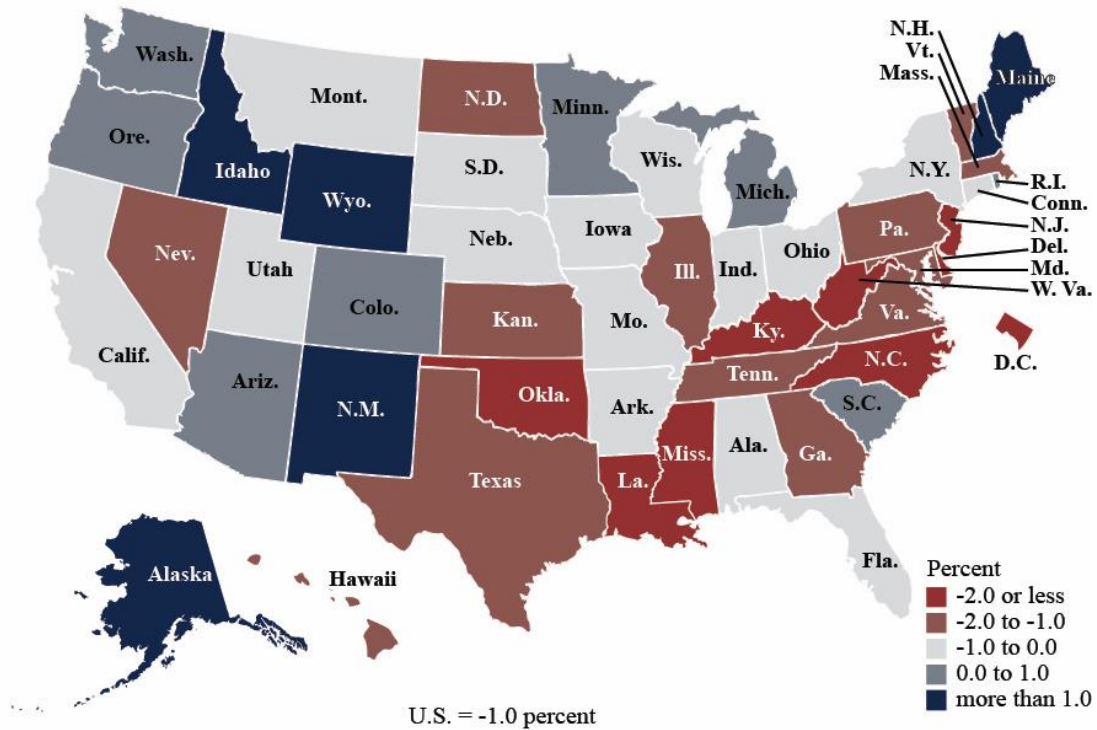 N.H.
Vt.
Mass.
Maine
Wash.
Mont.
N.D.
Minn.
Ore.
Idaho
S.D.
Wis.
Mich.
N.Y.
R.I.
Conn.
N.J.
Del.
Md.
W. Va.
Wyo.
Nev.
Utah
Neb.
Iowa
Ill.
Ind.
Ohio
Pa.
Calif.
Colo.
Kan.
Mo.
Ky.
Va.
D.C.
Ariz.
N.M.
Okla.
Ark.
Tenn.
N.C.
S.C.
Texas
La.
Miss.
Ala.
Ga.
Fla.
Alaska
Hawaii
Percent
-2.0 or less
-2.0 to -1.0
-1.0 to 0.0
0.0 to 1.0
more than 1.0
U.S. = -1.0 percent